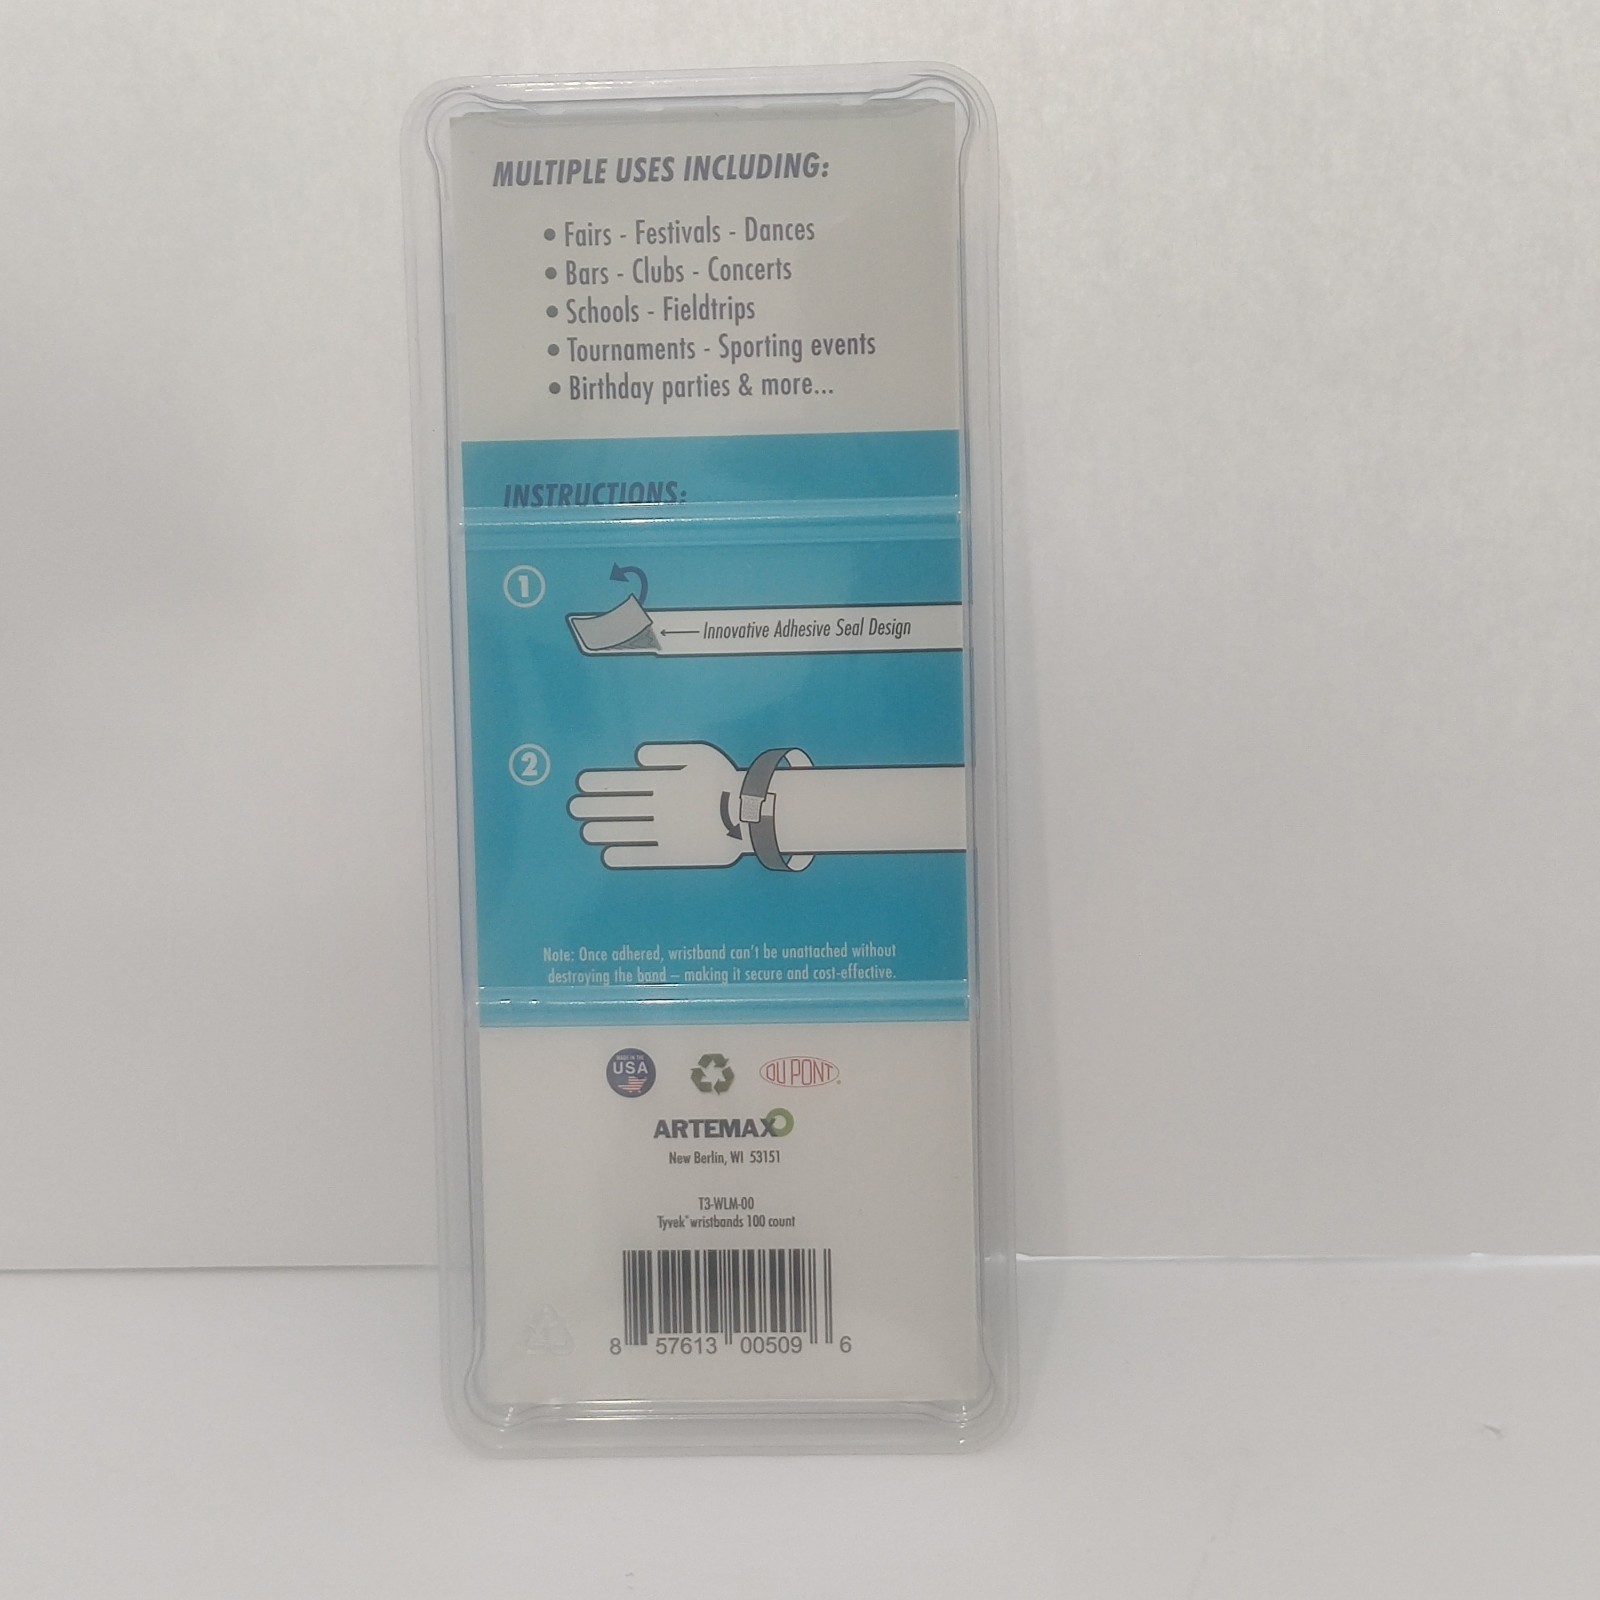 MULTIPLE USES INCLUDING:
• Fairs - Festivals - Dances
• Bars - Clubs - Concerts
• Schools - Fieldtrips
• Tournaments - Sporting events
• Birthday parties & more...
INSTRUCTIONS:
1
Innovative Adhesive Seal Design
2
Note: Once adhered, wristband can't be unattached without
destroying the band – making it secure and cost-effective.
MADE IN THE
USA
DU PONT
ARTEMAX
New Berlin, WI 53151
T3-WLM-00
Tyvek® wristbands 100 count
8 57613 00509 6